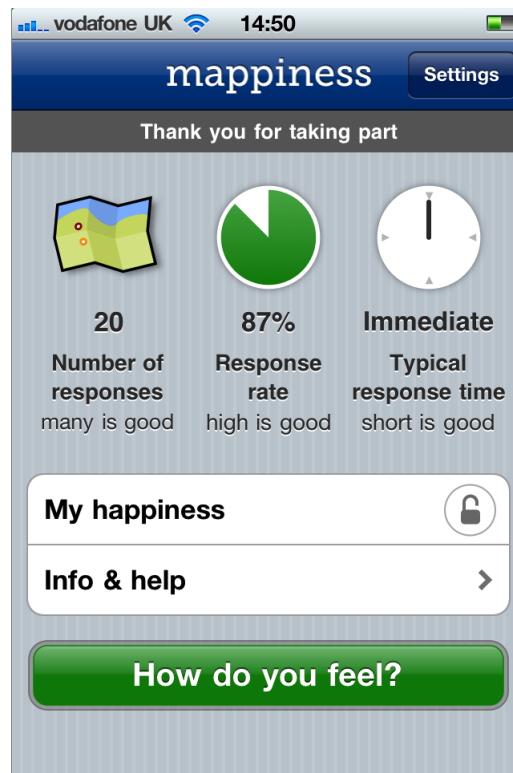 vodafone UK 14:50
mappiness Settings
Thank you for taking part
20 87% Immediate
Number of Response Typical
responses rate response time
many is good high is good short is good
My happiness
Info & help
How do you feel?